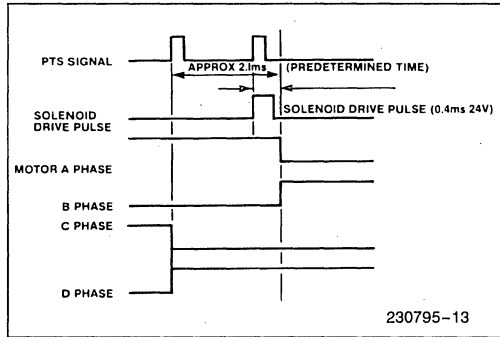 PTS SIGNAL
APPROX 2.1ms (PREDETERMINED TIME)
SOLENOID DRIVE PULSE (0.4ms 24V)
SOLENOID
DRIVE PULSE
MOTOR A PHASE
B PHASE
C PHASE
D PHASE
230795-13